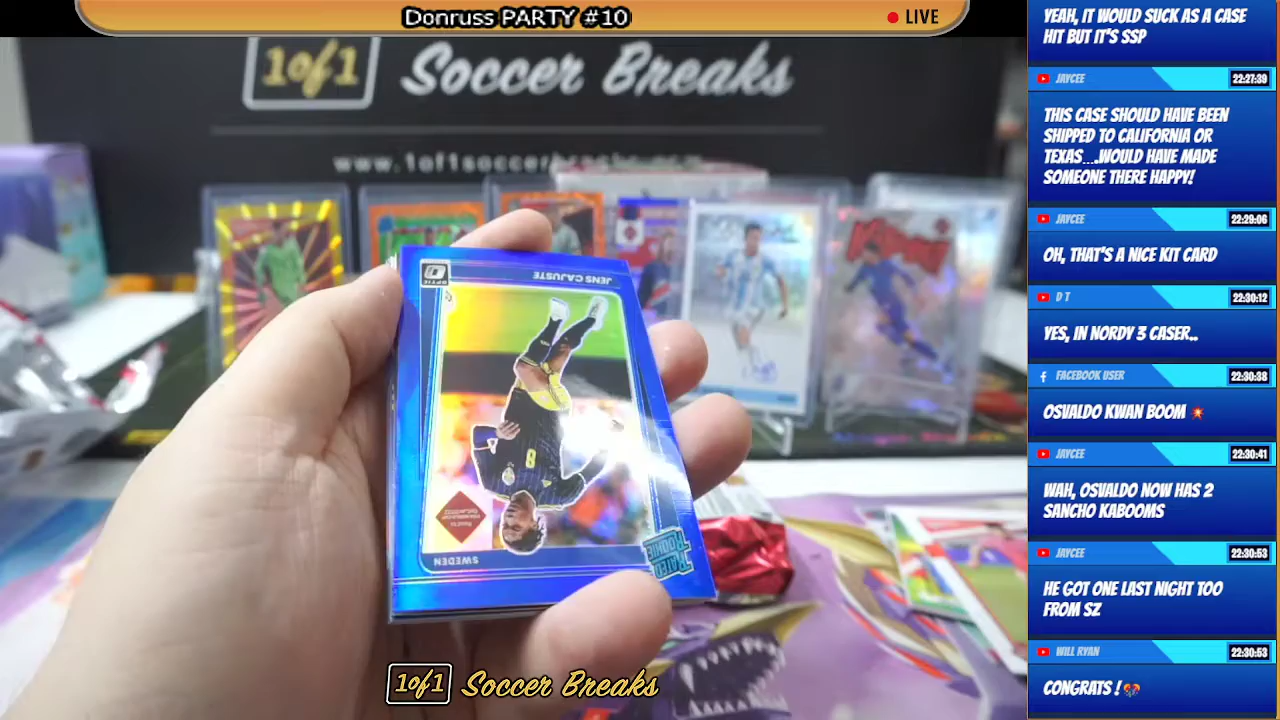 Donruss PARTY #10
LIVE
1of1 Soccer Breaks
www.1of1soccerbreaks.com
JENS CAJUSTE
OPTIC
8
SWEDEN
RATED
ROOKIE
KABOOM!
1of1 Soccer Breaks
YEAH, IT WOULD SUCK AS A CASE
HIT BUT IT'S SSP
JAYCEE 22:27:39
THIS CASE SHOULD HAVE BEEN
SHIPPED TO CALIFORNIA OR
TEXAS....WOULD HAVE MADE
SOMEONE THERE HAPPY!
JAYCEE 22:29:06
OH, THAT'S A NICE KIT CARD
D T 22:30:12
YES, IN NORDY 3 CASER..
FACEBOOK USER 22:30:38
OSVALDO KWAN BOOM
JAYCEE 22:30:41
WAH, OSVALDO NOW HAS 2
SANCHO KABOOMS
JAYCEE 22:30:53
HE GOT ONE LAST NIGHT TOO
FROM SZ
WILL RYAN 22:30:53
CONGRATS !